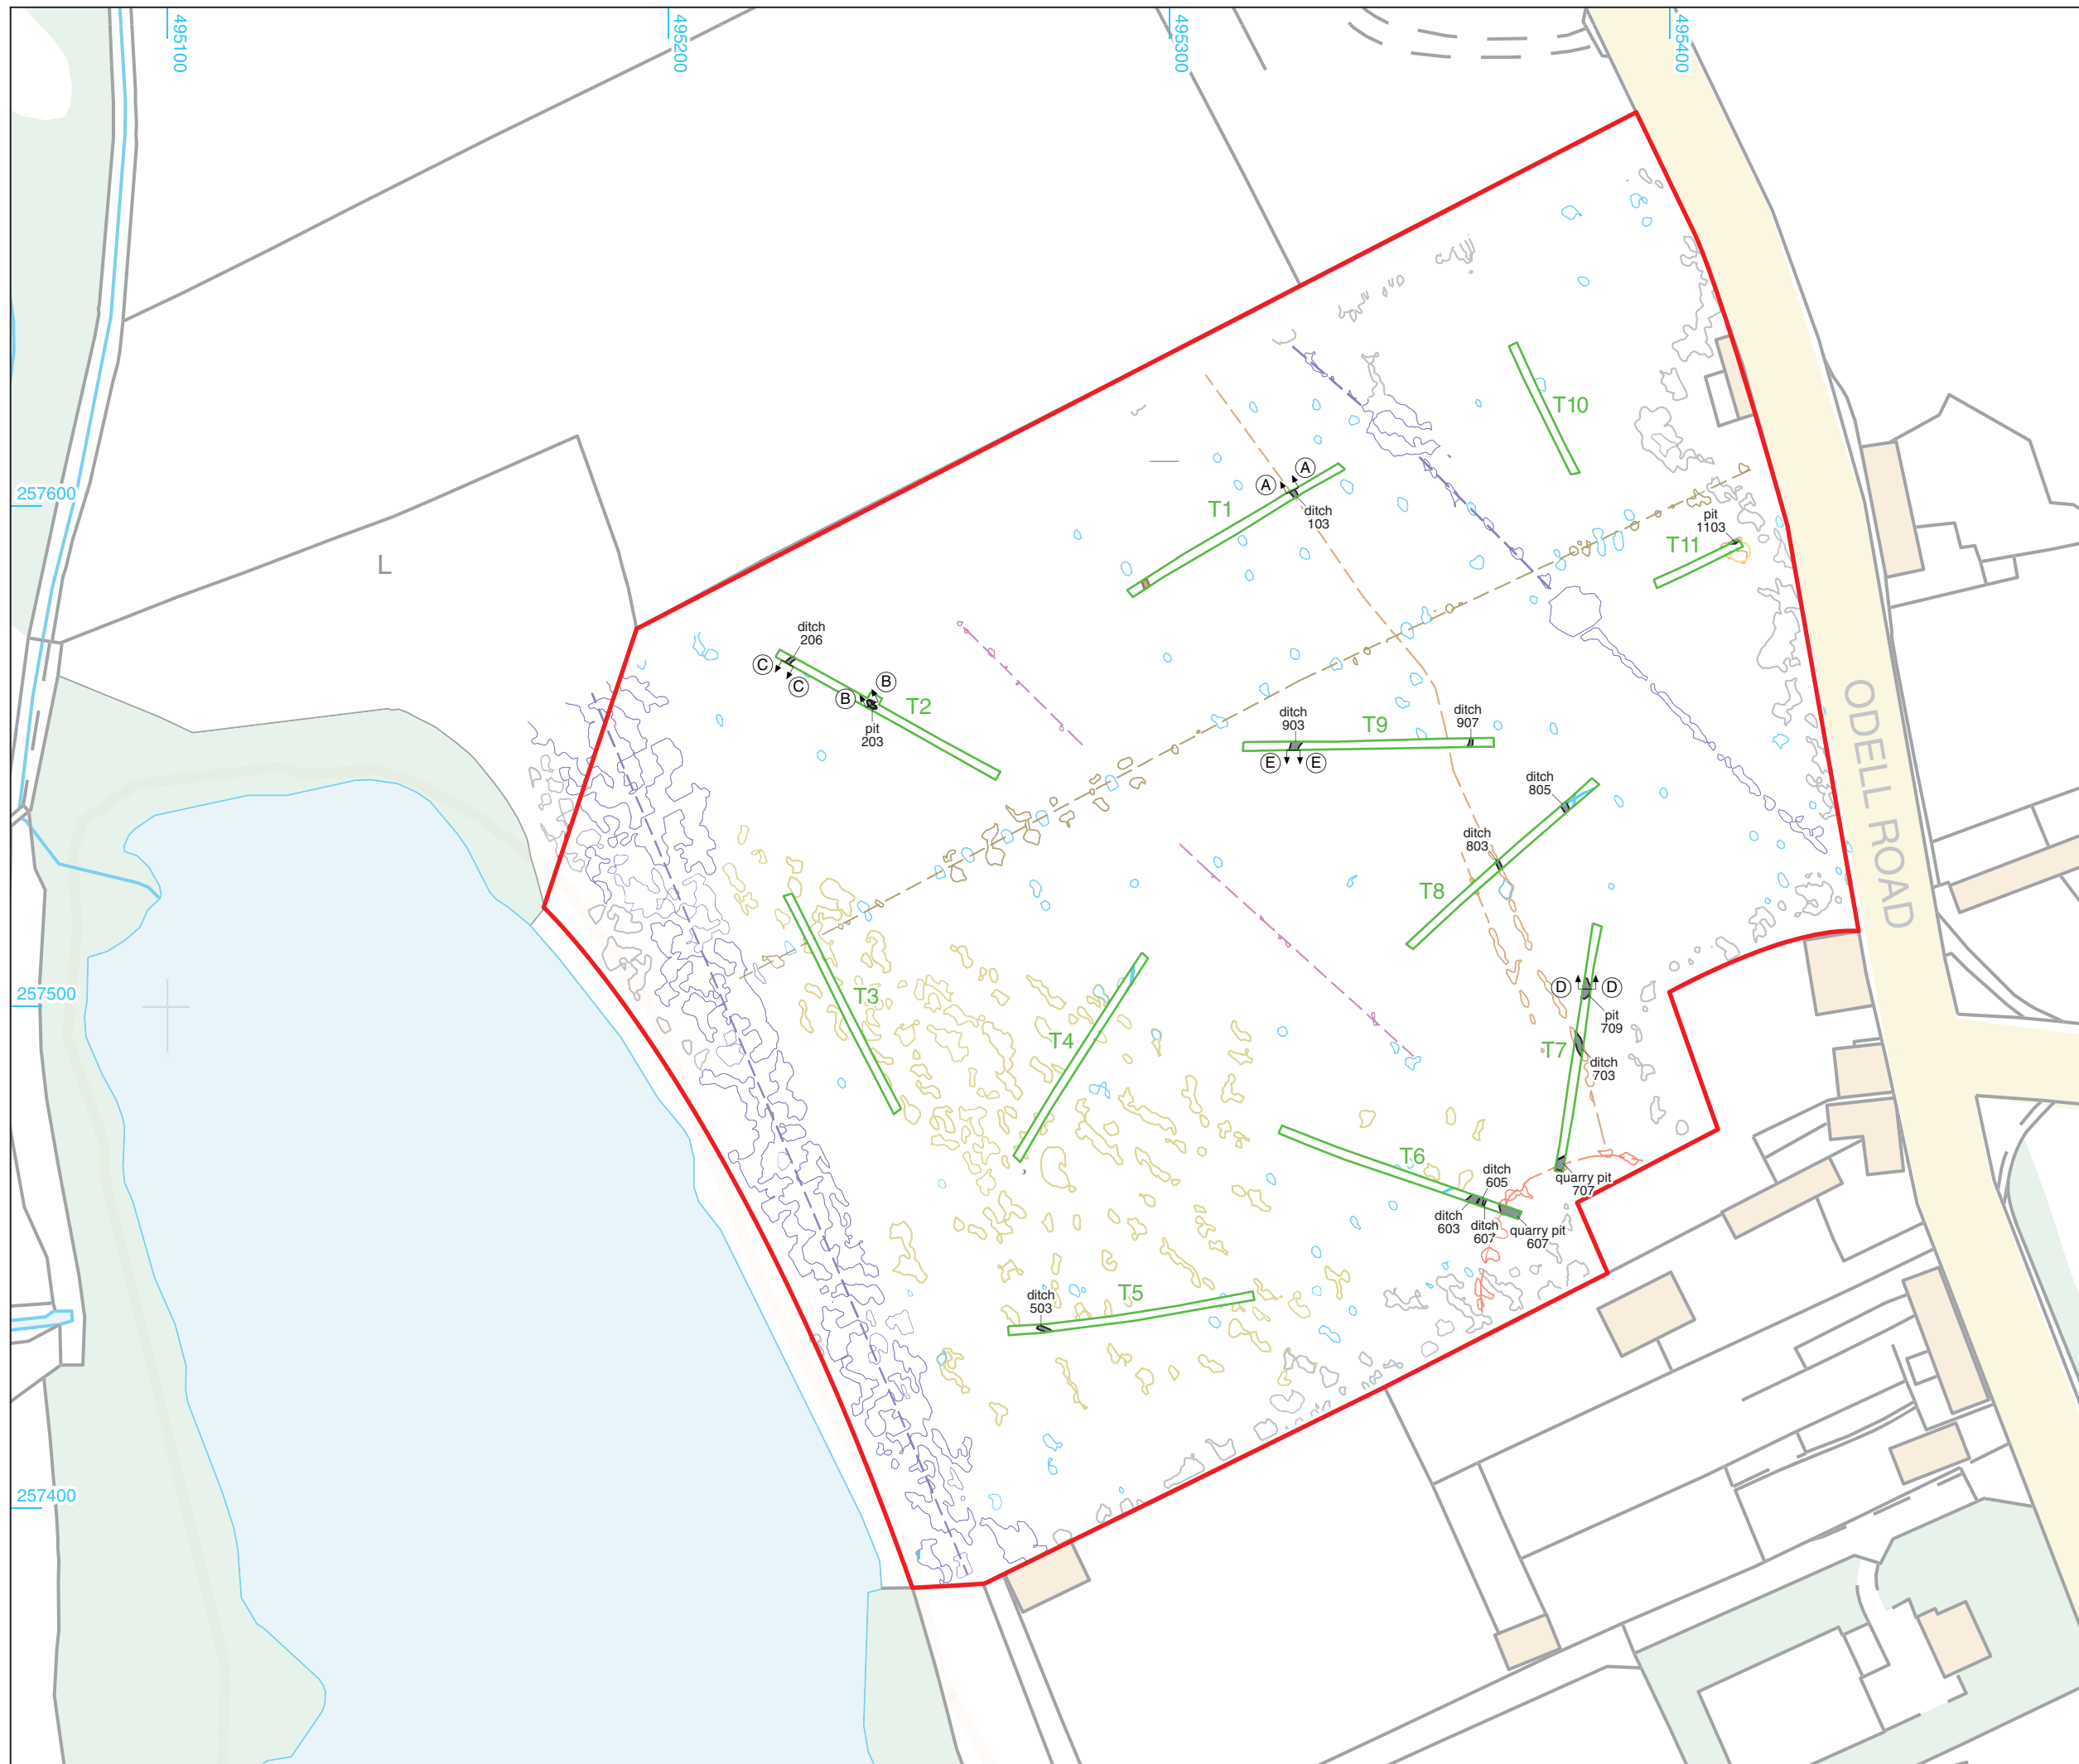 495100
495200
495300
495400
257600
257500
257400
L
ODELL ROAD
T10
A
A
T1
ditch
103
pit
1103
T11
ditch
206
C
C
B
B
T2
pit
203
ditch
903
T9
ditch
907
E
E
ditch
805
ditch
803
T8
T3
T4
D
D
pit
709
T7
ditch
703
T6
ditch
605
quarry pit
707
ditch
603
ditch
607
quarry pit
607
ditch
503
T5